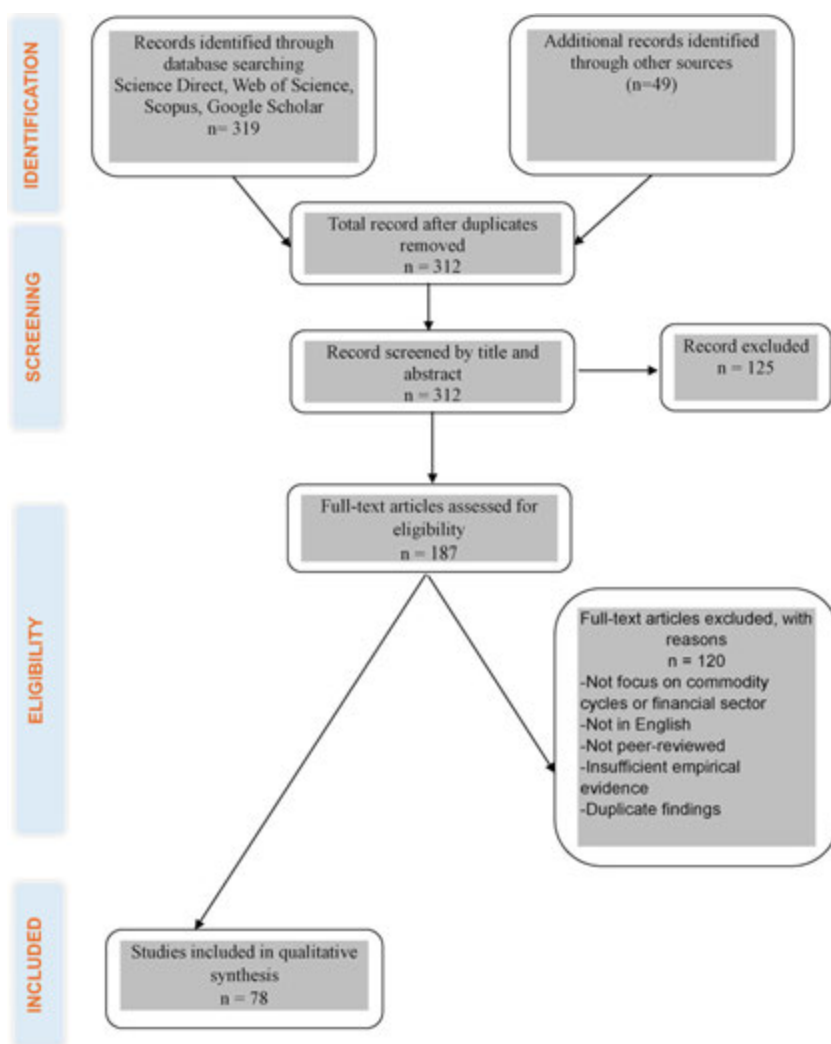 IDENTIFICATION
Records identified through
database searching
Science Direct, Web of Science,
Scopus, Google Scholar
n= 319
Additional records identified
through other sources
(n=49)
Total record after duplicates
removed
n = 312
SCREENING
Record screened by title and
abstract
n = 312
Record excluded
n = 125
ELIGIBILITY
Full-text articles assessed for
eligibility
n = 187
Full-text articles excluded, with
reasons
n = 120
-Not focus on commodity
cycles or financial sector
-Not in English
-Not peer-reviewed
-Insufficient empirical
evidence
-Duplicate findings
INCLUDED
Studies included in qualitative
synthesis
n = 78